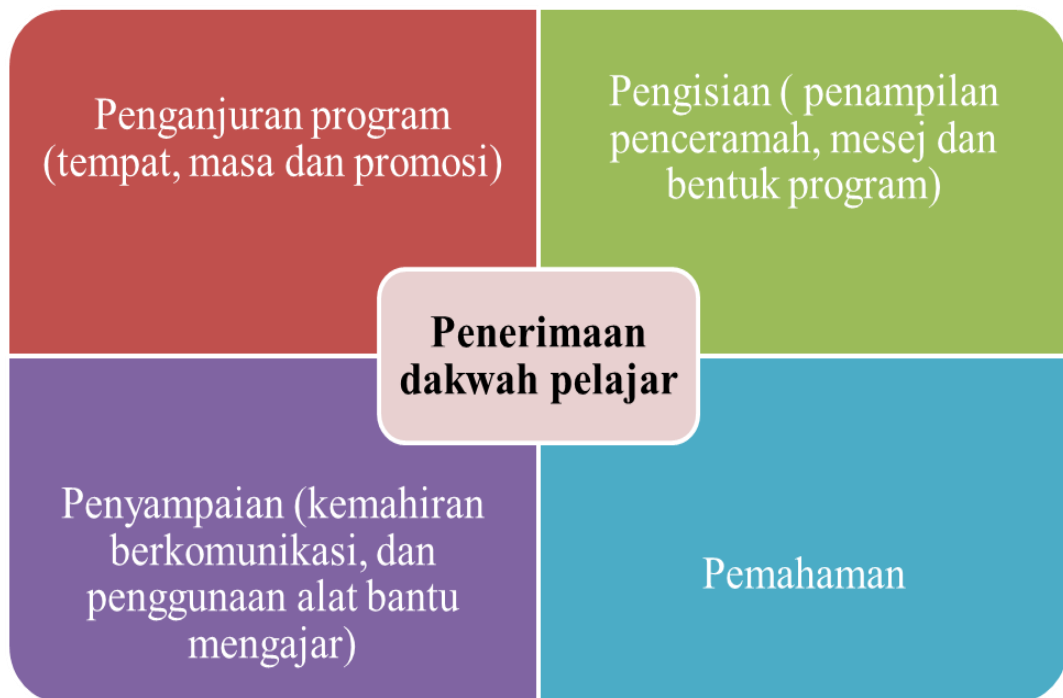 Penganjuran program
(tempat, masa dan promosi)
Pengisian ( penampilan
penceramah, mesej dan
bentuk program)
Penerimaan
dakwah pelajar
Penyampaian (kemahiran
berkomunikasi, dan
penggunaan alat bantu
mengajar)
Pemahaman